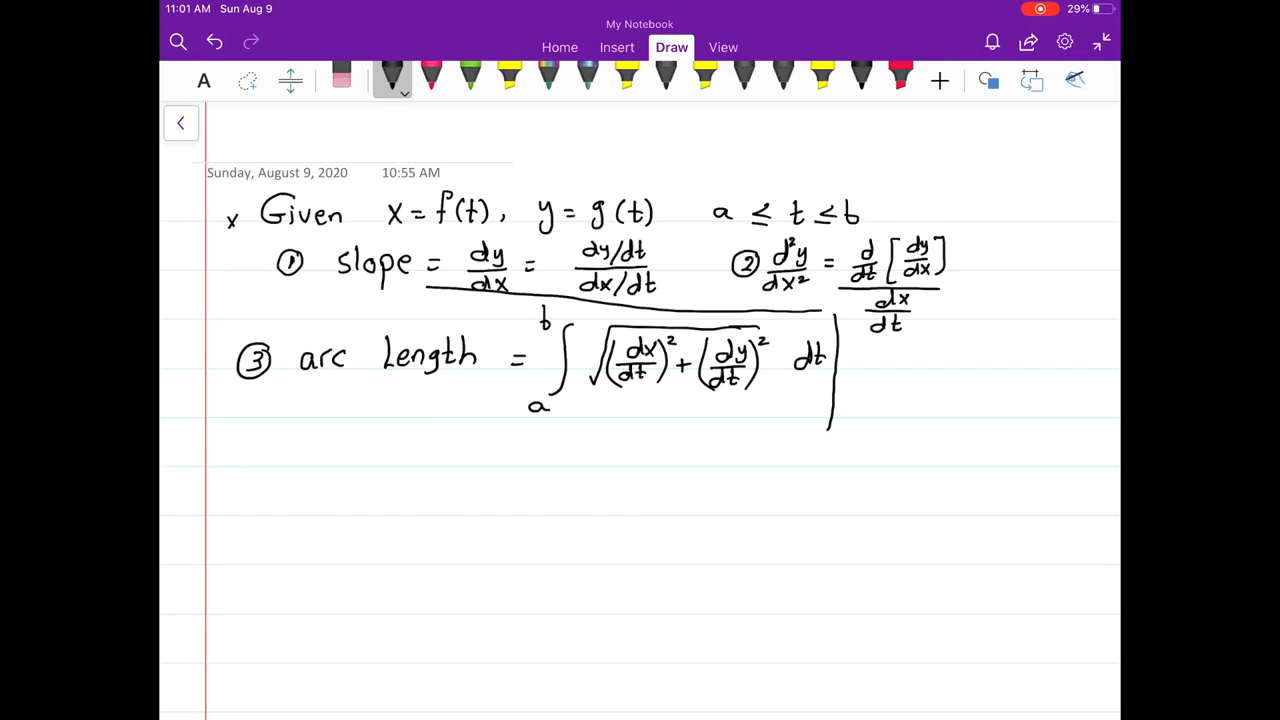 11:01 AM Sun Aug 9 29%
My Notebook
Home Insert Draw View
A
Sunday, August 9, 2020 10:55 AM
x Given x = f(t), y = g(t) a ≤ t ≤ b
① slope = dy/dx = (dy/dt)/(dx/dt) ② d²y/dx² = (d/dt [dy/dx])/(dx/dt)
③ arc Length = ∫_a^b √((dx/dt)² + (dy/dt)²) dt